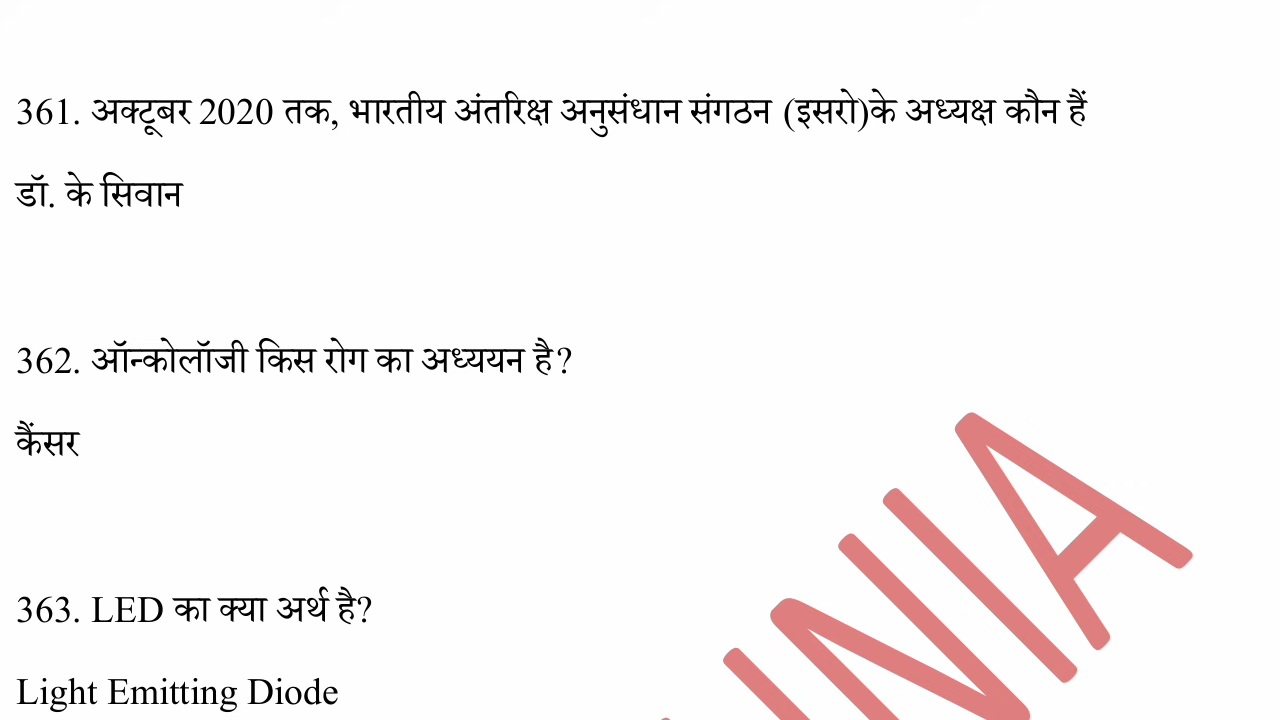 361. अक्टूबर 2020 तक, भारतीय अंतरिक्ष अनुसंधान संगठन (इसरो)के अध्यक्ष कौन हैं
डॉ. के सिवान
362. ऑन्कोलॉजी किस रोग का अध्ययन है?
कैंसर
363. LED का क्या अर्थ है?
Light Emitting Diode